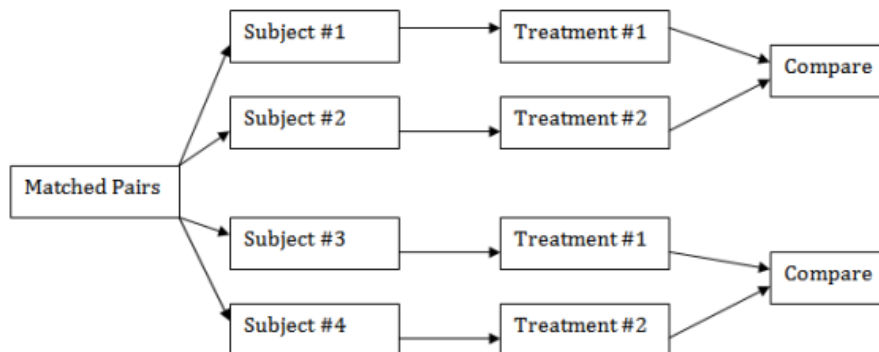 Subject #1
Treatment #1
Compare
Subject #2
Treatment #2
Matched Pairs
Subject #3
Treatment #1
Compare
Subject #4
Treatment #2